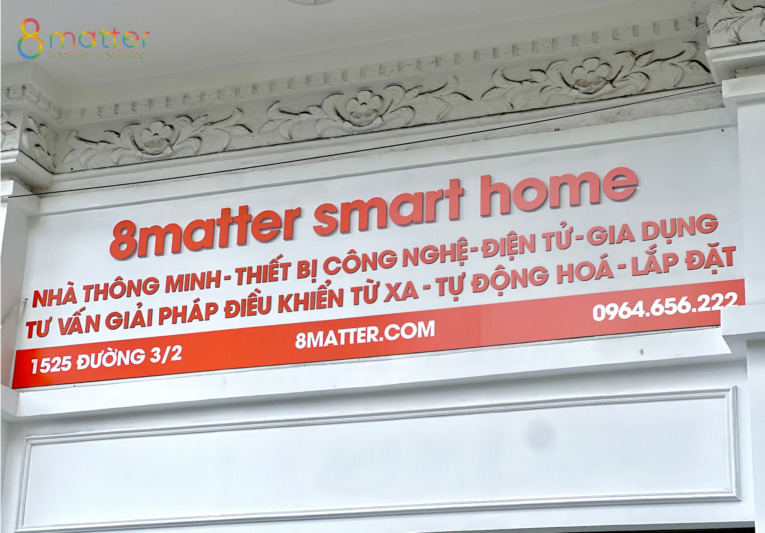 8matter
8matter smart home
NHÀ THÔNG MINH - THIẾT BỊ CÔNG NGHỆ - ĐIỆN TỬ - GIA DỤNG
TƯ VẤN GIẢI PHÁP ĐIỀU KHIỂN TỪ XA - TỰ ĐỘNG HOÁ - LẮP ĐẶT
1525 ĐƯỜNG 3/2 8MATTER.COM 0964.656.222